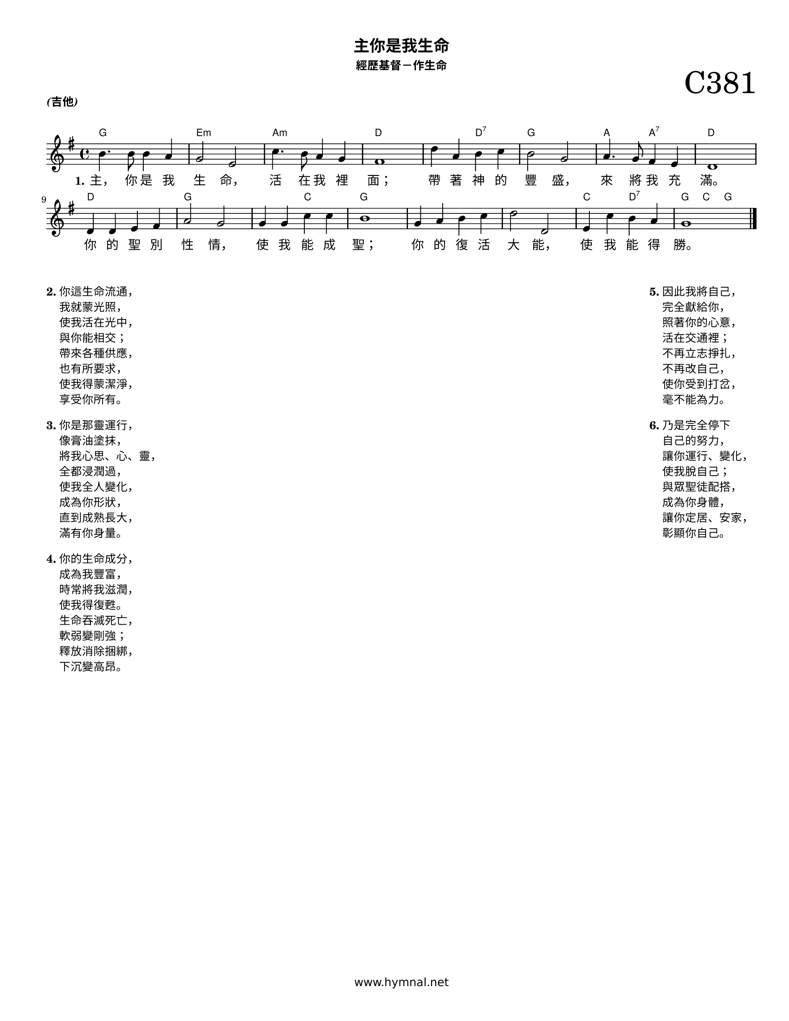 主你是我生命
經歷基督－作生命
C381
(吉他)
G Em Am D D7 G A A7 D
1. 主， 你是 我 生 命， 活 在我 裡 面； 帶 著 神 的 豐 盛， 來 將我 充 滿。
9 D G C G C D7 G C G
你 的 聖 別 性 情， 使 我 能 成 聖； 你 的 復 活 大 能， 使 我 能 得 勝。
2. 你這生命流通，
我就蒙光照，
使我活在光中，
與你能相交；
帶來各種供應，
也有所要求，
使我得蒙潔淨，
享受你所有。
3. 你是那靈運行，
像膏油塗抹，
將我心思、心、靈，
全都浸潤過，
使我全人變化，
成為你形狀，
直到成熟長大，
滿有你身量。
4. 你的生命成分，
成為我豐富，
時常將我滋潤，
使我得復甦。
生命吞滅死亡，
軟弱變剛強；
釋放消除捆綁，
下沉變高昂。
5. 因此我將自己，
完全獻給你，
照著你的心意，
活在交通裡；
不再立志掙扎，
不再改自己，
使你受到打岔，
毫不能為力。
6. 乃是完全停下
自己的努力，
讓你運行、變化，
使我脫自己；
與眾聖徒配搭，
成為你身體，
讓你定居、安家，
彰顯你自己。
www.hymnal.net